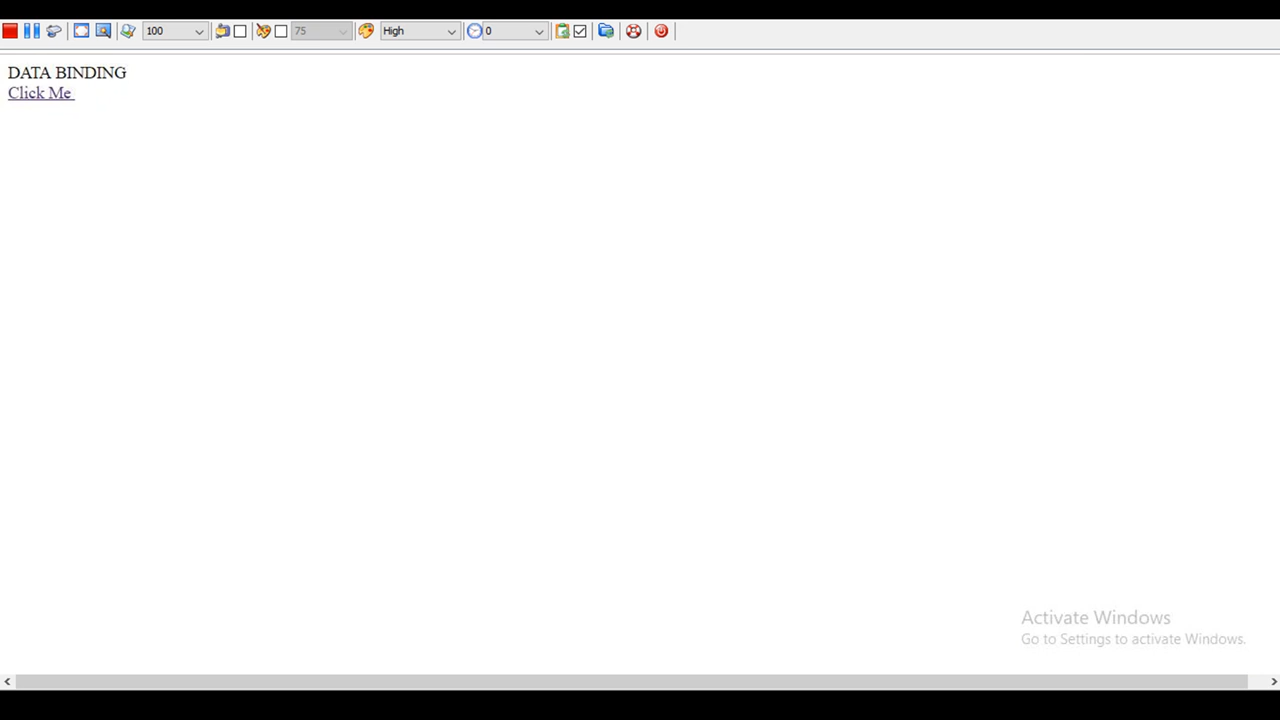 100 75 High 0
DATA BINDING
Click Me
Activate Windows
Go to Settings to activate Windows.